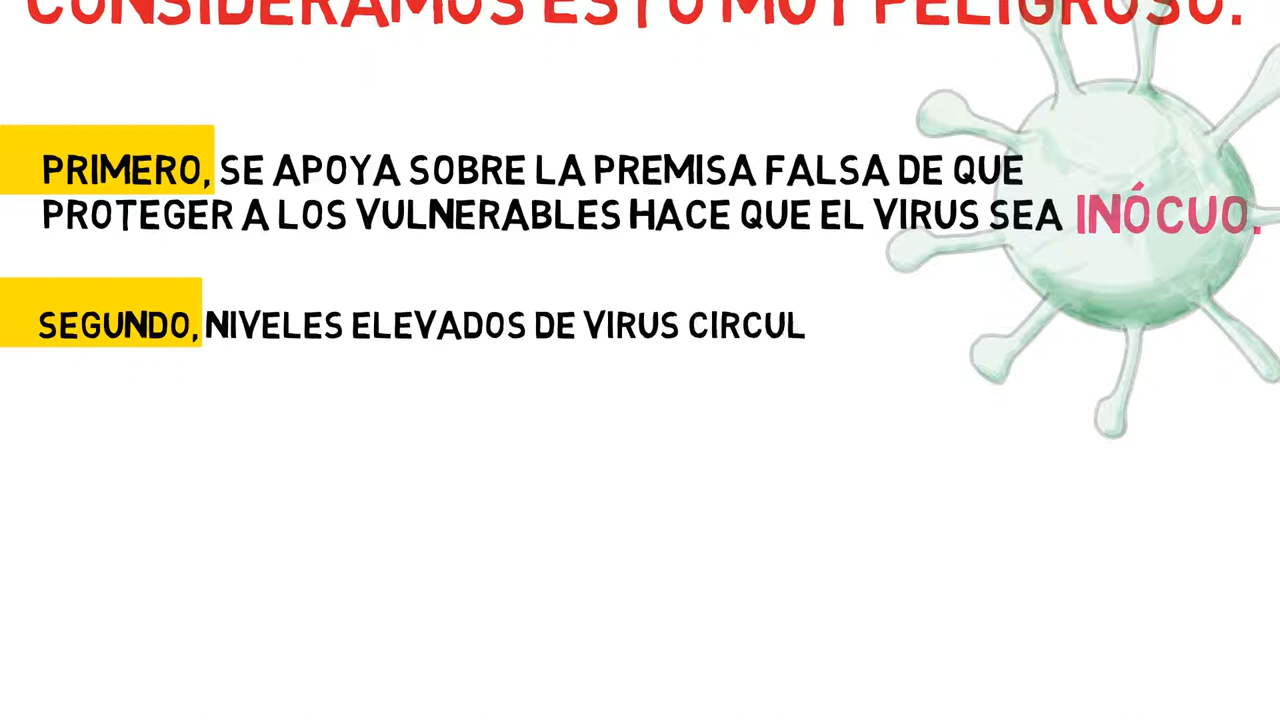 CONSIDERAMOS ESTO MUY PELIGROSO.
PRIMERO, SE APOYA SOBRE LA PREMISA FALSA DE QUE
PROTEGER A LOS VULNERABLES HACE QUE EL VIRUS SEA INÓCUO.
SEGUNDO, NIVELES ELEVADOS DE VIRUS CIRCUL